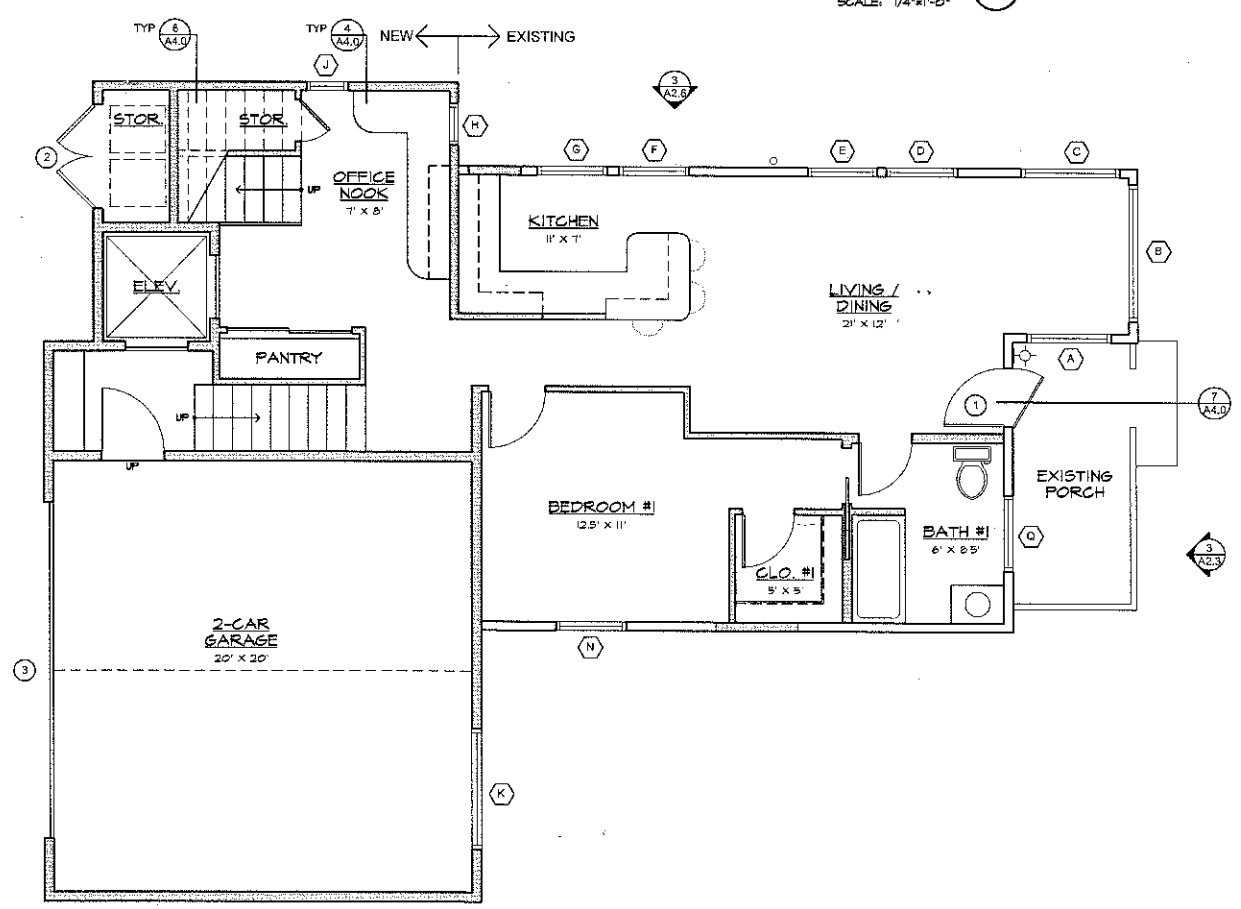 SCALE: 1/4"=1'-0"
TYP 6 A4.0
TYP 4 A4.0
NEW EXISTING
J
3
A2.6
H
G
F
E
D
C
STOR.
STOR.
2
OFFICE
NOOK
7' X 8'
UP
KITCHEN
11' X 7'
B
ELEV.
LIVING /
DINING
21' X 12'
PANTRY
A
UP
1
7
A4.0
UP
EXISTING
PORCH
BEDROOM #1
12.5' X 11'
BATH #1
6' X 8.5'
Q
3
A2.3
CLO. #1
5' X 5'
2-CAR
GARAGE
20' X 20'
N
3
K